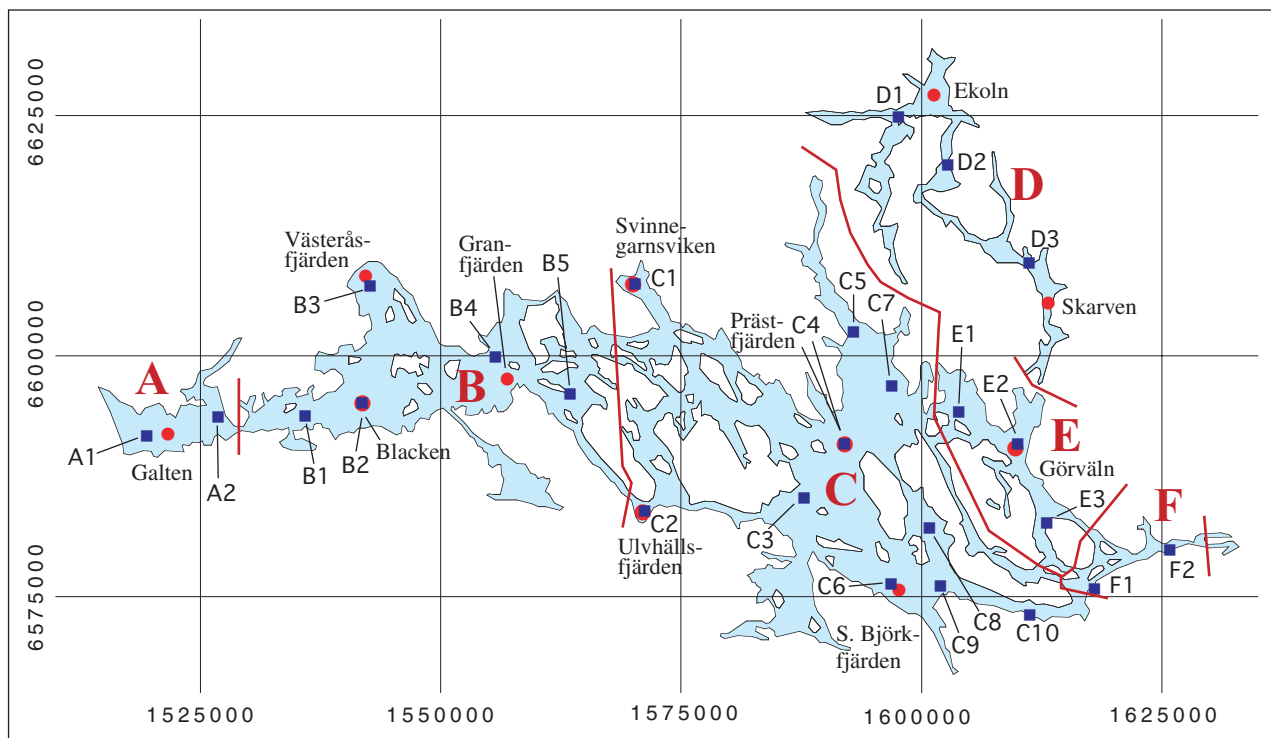 Ekoln
D1
6625000
D2
D
Svinne-
garnsviken
Västerås-
fjärden
Gran-
fjärden
D3
B5
C1
B3
Skarven
C5
C7
Präst-
fjärden
C4
B4
E1
6600000
A
B
E2
E
Blacken
Görväln
A1
Galten
A2
B1
B2
C
E3
F
C2
Ulvhälls-
fjärden
C3
F2
C6
F1
6575000
C8
C10
C9
S. Björk-
fjärden
1525000
1550000
1575000
1600000
1625000